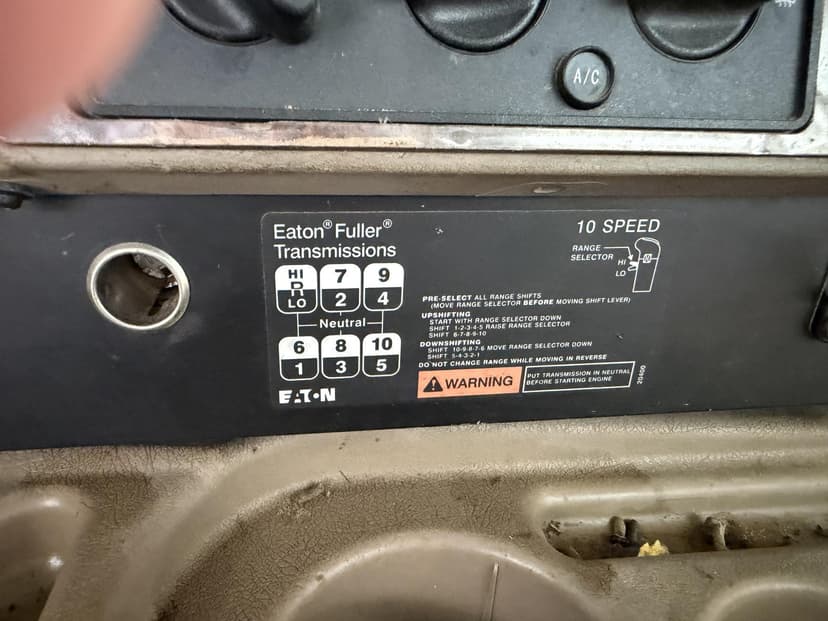 A/C
Eaton® Fuller®
Transmissions
HI
R
LO
7
2
9
4
Neutral
6
1
8
3
10
5
EATON
10 SPEED
RANGE
SELECTOR
HI
LO
PRE-SELECT ALL RANGE SHIFTS
(MOVE RANGE SELECTOR BEFORE MOVING SHIFT LEVER)
UPSHIFTING
START WITH RANGE SELECTOR DOWN
SHIFT 1-2-3-4-5 RAISE RANGE SELECTOR
SHIFT 6-7-8-9-10
DOWNSHIFTING
SHIFT 10-9-8-7-6 MOVE RANGE SELECTOR DOWN
SHIFT 5-4-3-2-1
DO NOT CHANGE RANGE WHILE MOVING IN REVERSE
WARNING
PUT TRANSMISSION IN NEUTRAL
BEFORE STARTING ENGINE
20400